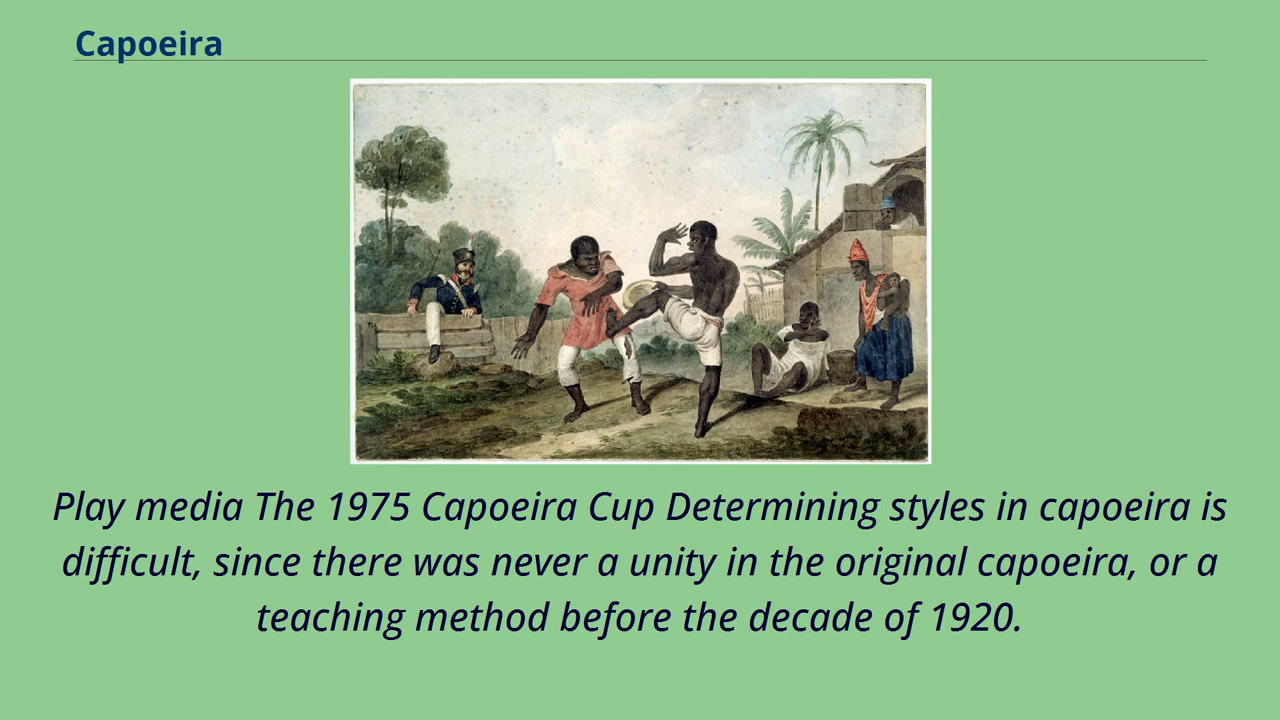 Capoeira
Play media The 1975 Capoeira Cup Determining styles in capoeira is
difficult, since there was never a unity in the original capoeira, or a
teaching method before the decade of 1920.